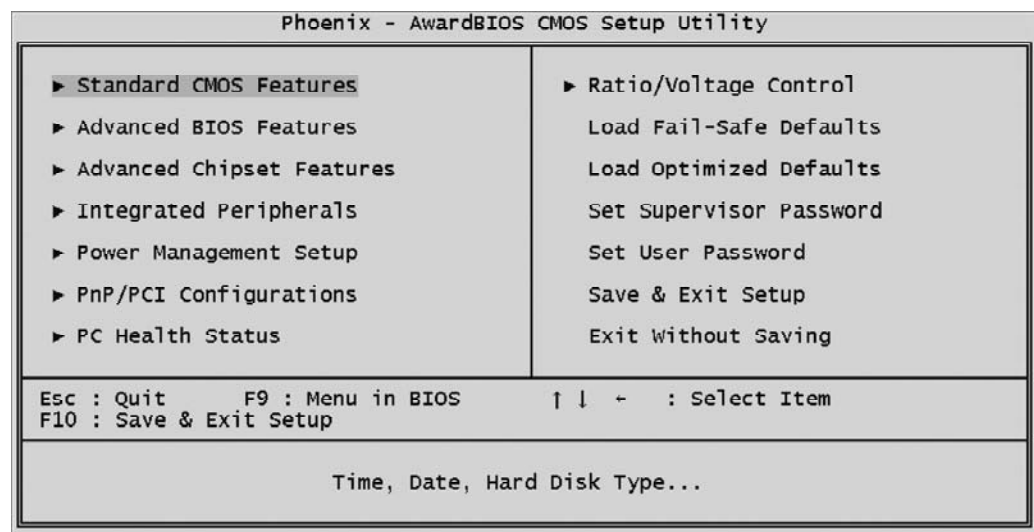 Phoenix - AwardBIOS CMOS Setup Utility
► Standard CMOS Features
► Advanced BIOS Features
► Advanced Chipset Features
► Integrated Peripherals
► Power Management Setup
► PnP/PCI Configurations
► PC Health Status
► Ratio/Voltage Control
Load Fail-Safe Defaults
Load Optimized Defaults
Set Supervisor Password
Set User Password
Save & Exit Setup
Exit Without Saving
Esc : Quit F9 : Menu in BIOS ↑ ↓ ← : Select Item
F10 : Save & Exit Setup
Time, Date, Hard Disk Type...